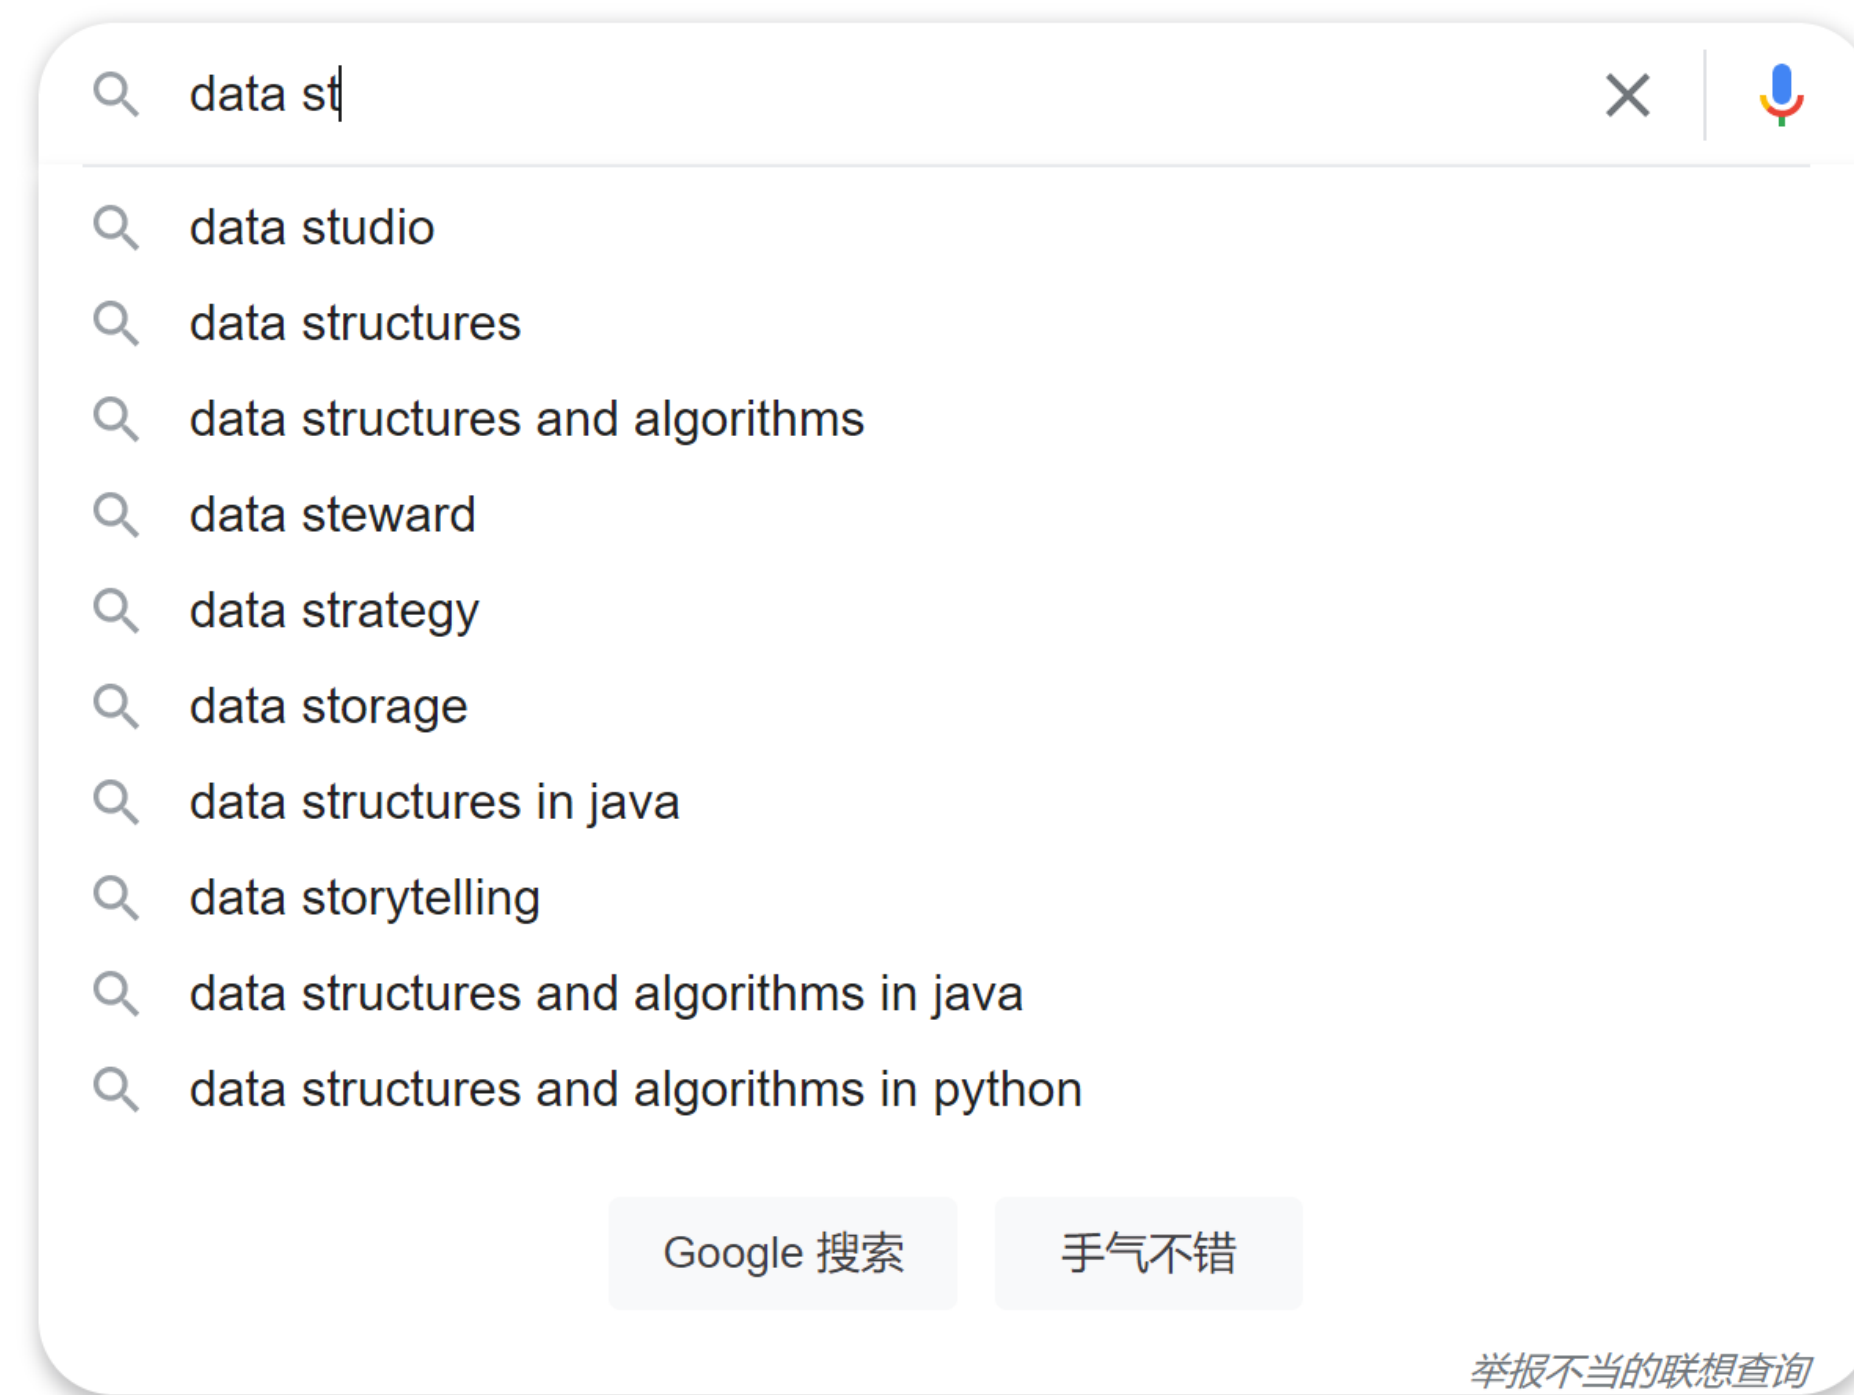 data st
data studio
data structures
data structures and algorithms
data steward
data strategy
data storage
data structures in java
data storytelling
data structures and algorithms in java
data structures and algorithms in python
Google 搜索 手气不错
举报不当的联想查询